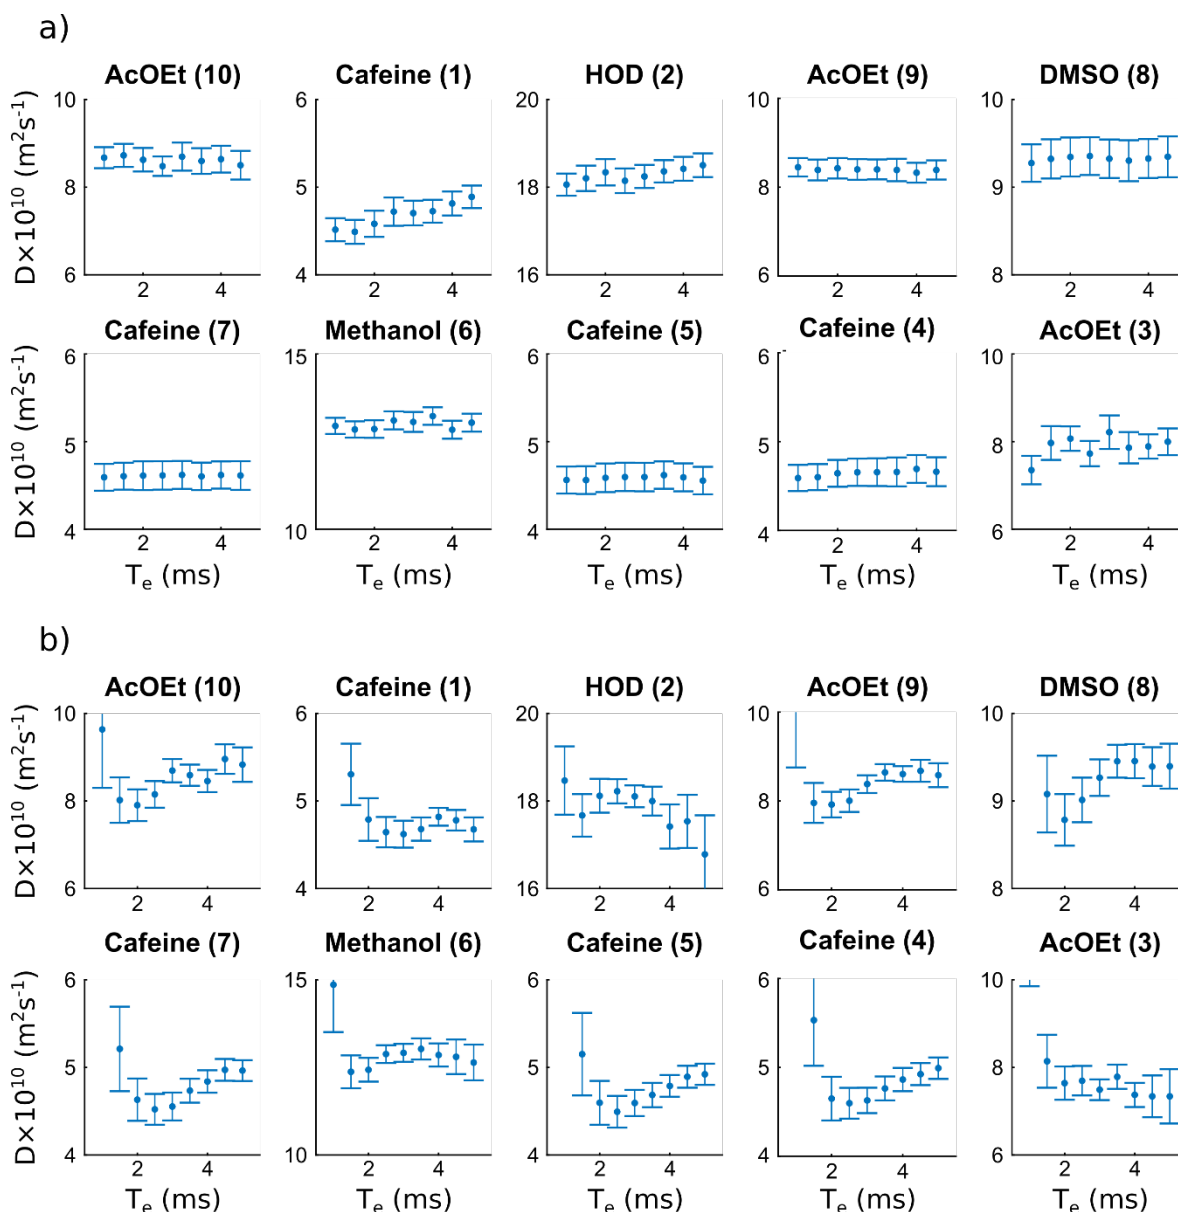 a)
AcOEt (10) Cafeine (1) HOD (2) AcOEt (9) DMSO (8)
D×10¹⁰ (m²s⁻¹)
10 8 6
6 5 4
20 18 16
10 8 6
10 9 8
2 4 2 4 2 4 2 4 2 4
Cafeine (7) Methanol (6) Cafeine (5) Cafeine (4) AcOEt (3)
D×10¹⁰ (m²s⁻¹)
6 5 4
15 10
6 5 4
6 5 4
10 8 6
2 4 2 4 2 4 2 4 2 4
Tₑ (ms) Tₑ (ms) Tₑ (ms) Tₑ (ms) Tₑ (ms)
b)
AcOEt (10) Cafeine (1) HOD (2) AcOEt (9) DMSO (8)
D×10¹⁰ (m²s⁻¹)
10 8 6
6 5 4
20 18 16
10 8 6
10 9 8
2 4 2 4 2 4 2 4 2 4
Cafeine (7) Methanol (6) Cafeine (5) Cafeine (4) AcOEt (3)
D×10¹⁰ (m²s⁻¹)
6 5 4
15 10
6 5 4
6 5 4
10 8 6
2 4 2 4 2 4 2 4 2 4
Tₑ (ms) Tₑ (ms) Tₑ (ms) Tₑ (ms) Tₑ (ms)